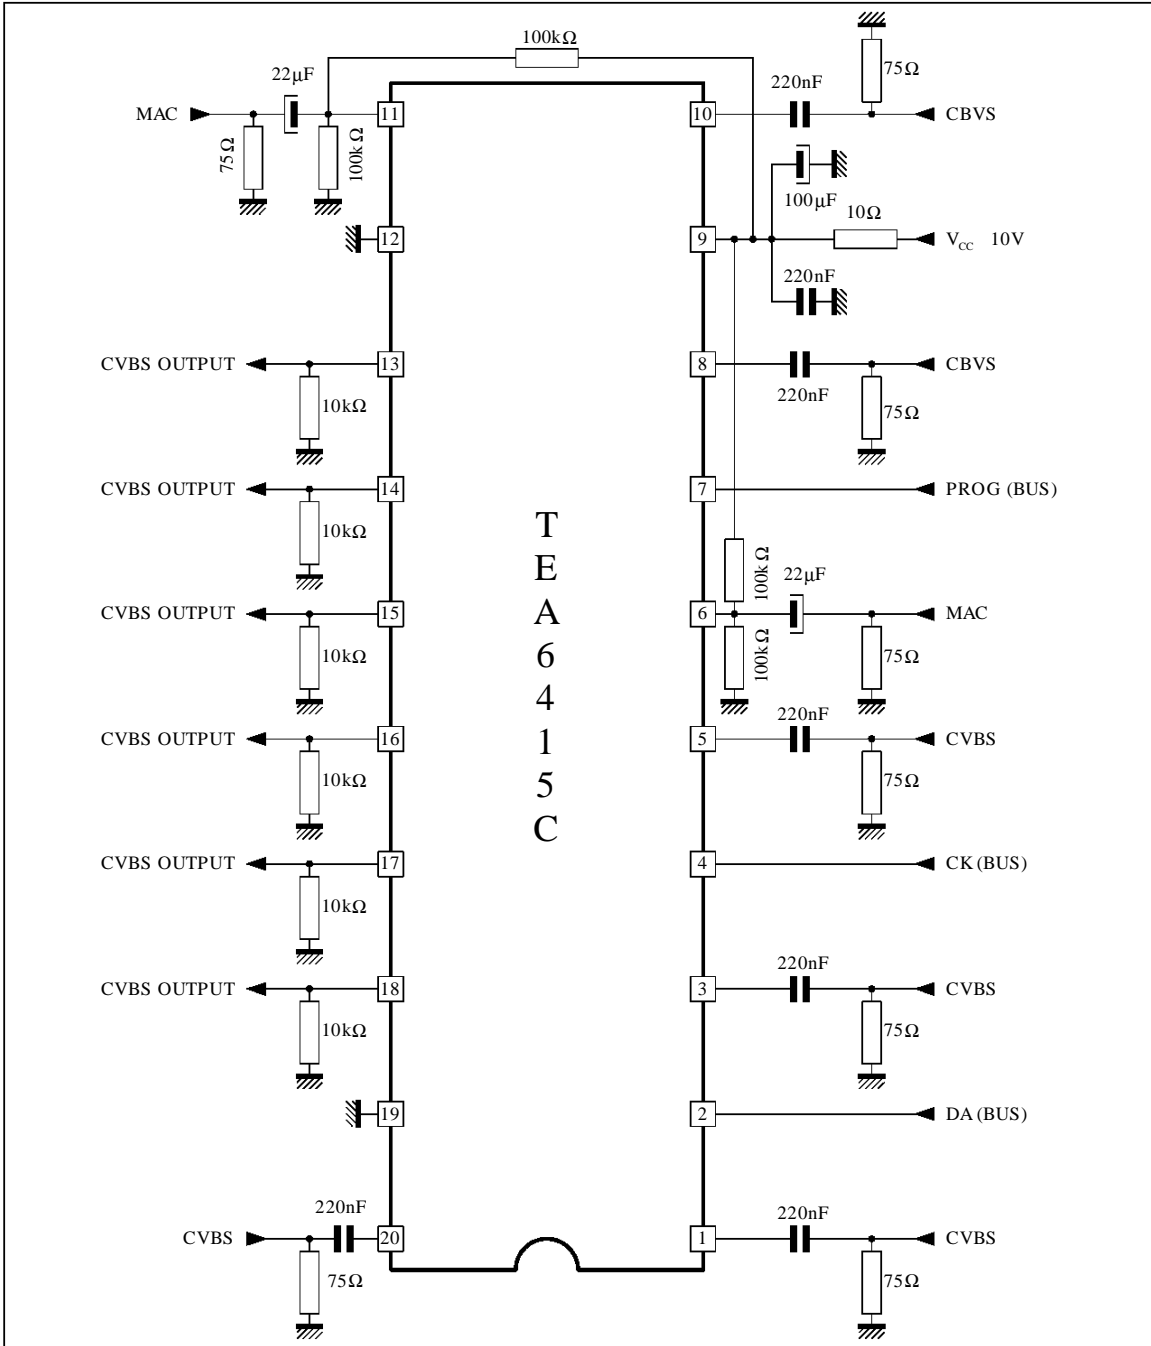 100kΩ
75Ω
22µF
220nF
MAC
11
10
CBVS
75Ω
100kΩ
100µF
10Ω
12
9
V_CC 10V
220nF
CVBS OUTPUT
13
8
CBVS
220nF
10kΩ
75Ω
CVBS OUTPUT
14
7
PROG (BUS)
10kΩ
T
E
A
6
4
1
5
C
100kΩ
22µF
CVBS OUTPUT
15
6
MAC
10kΩ
100kΩ
75Ω
220nF
CVBS OUTPUT
16
5
CVBS
10kΩ
75Ω
CVBS OUTPUT
17
4
CK (BUS)
10kΩ
220nF
CVBS OUTPUT
18
3
CVBS
10kΩ
75Ω
19
2
DA (BUS)
220nF
220nF
CVBS
20
1
CVBS
75Ω
75Ω